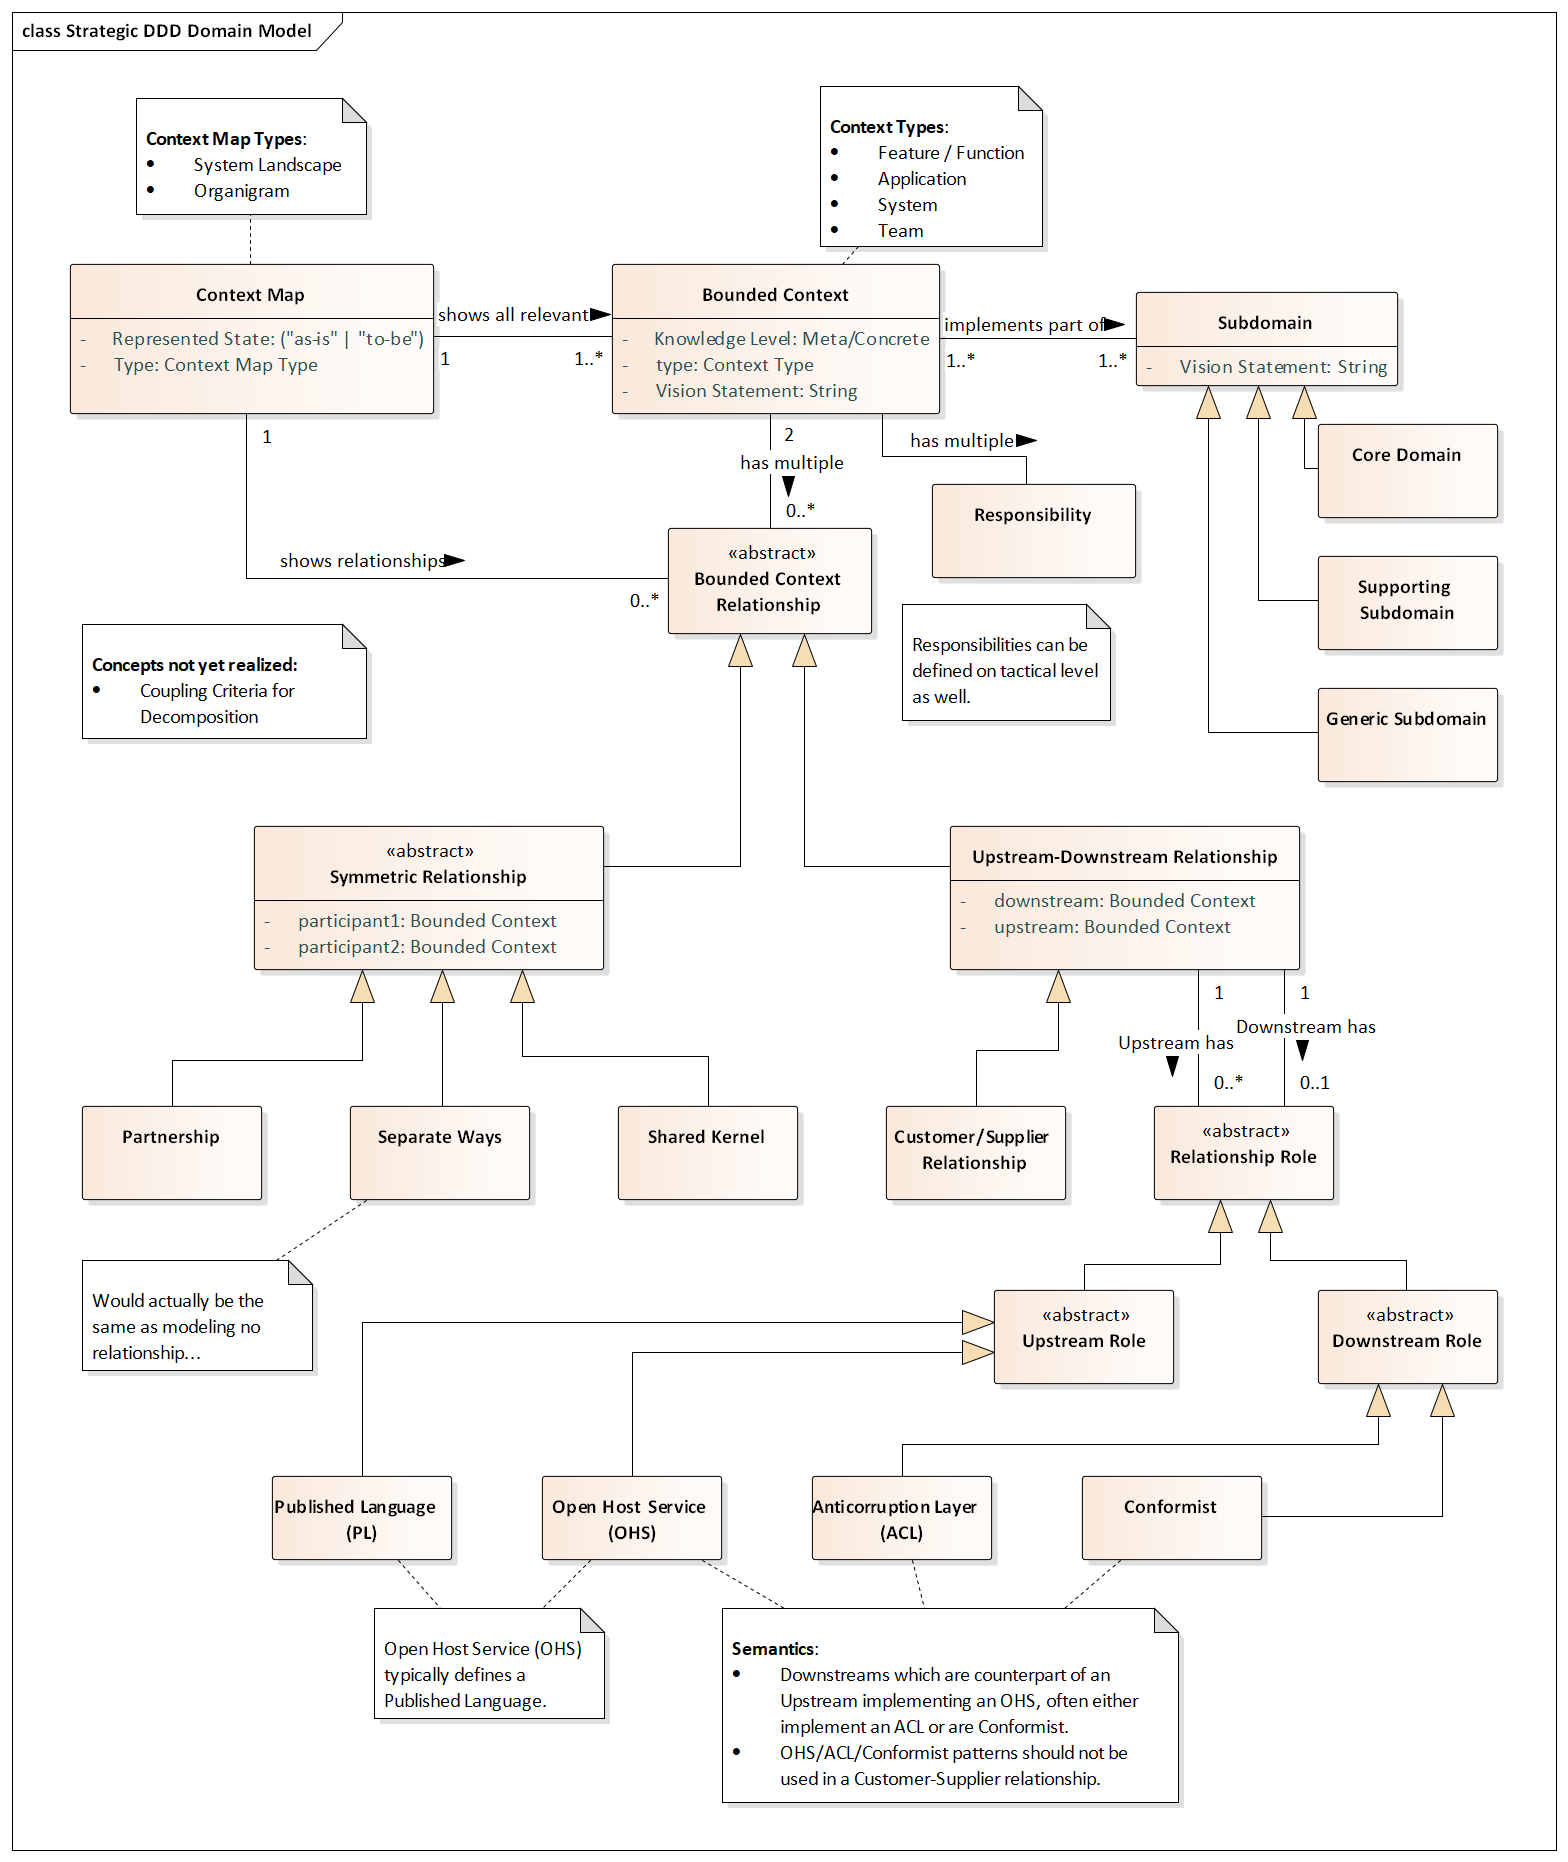 class Strategic DDD Domain Model
Context Map Types:
• System Landscape
• Organigram
Context Types:
• Feature / Function
• Application
• System
• Team
Context Map
- Represented State: ("as-is" | "to-be")
- Type: Context Map Type
shows all relevant
1
1..*
Bounded Context
- Knowledge Level: Meta/Concrete
- type: Context Type
- Vision Statement: String
implements part of
1..*
1..*
Subdomain
- Vision Statement: String
1
2
has multiple
0..*
has multiple
Responsibility
Core Domain
shows relationships
0..*
«abstract»
Bounded Context
Relationship
Supporting
Subdomain
Concepts not yet realized:
• Coupling Criteria for
Decomposition
Responsibilities can be
defined on tactical level
as well.
Generic Subdomain
«abstract»
Symmetric Relationship
- participant1: Bounded Context
- participant2: Bounded Context
Upstream-Downstream Relationship
- downstream: Bounded Context
- upstream: Bounded Context
1
1
Upstream has
Downstream has
0..*
0..1
Partnership
Separate Ways
Shared Kernel
Customer/Supplier
Relationship
«abstract»
Relationship Role
Would actually be the
same as modeling no
relationship...
«abstract»
Upstream Role
«abstract»
Downstream Role
Published Language
(PL)
Open Host Service
(OHS)
Anticorruption Layer
(ACL)
Conformist
Open Host Service (OHS)
typically defines a
Published Language.
Semantics:
• Downstreams which are counterpart of an
Upstream implementing an OHS, often either
implement an ACL or are Conformist.
• OHS/ACL/Conformist patterns should not be
used in a Customer-Supplier relationship.